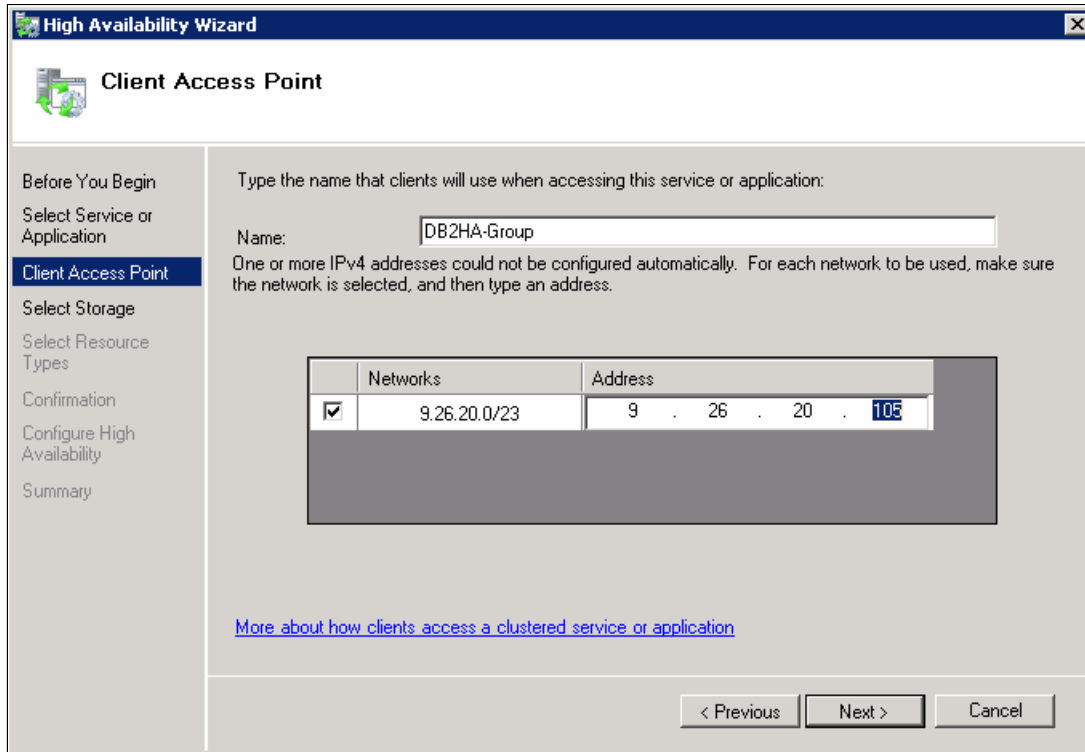 High Availability Wizard
Client Access Point
Before You Begin
Select Service or
Application
Client Access Point
Select Storage
Select Resource
Types
Confirmation
Configure High
Availability
Summary
Type the name that clients will use when accessing this service or application:
Name: DB2HA-Group
One or more IPv4 addresses could not be configured automatically. For each network to be used, make sure
the network is selected, and then type an address.
Networks Address
9.26.20.0/23 9 . 26 . 20 . 105
More about how clients access a clustered service or application
< Previous Next > Cancel